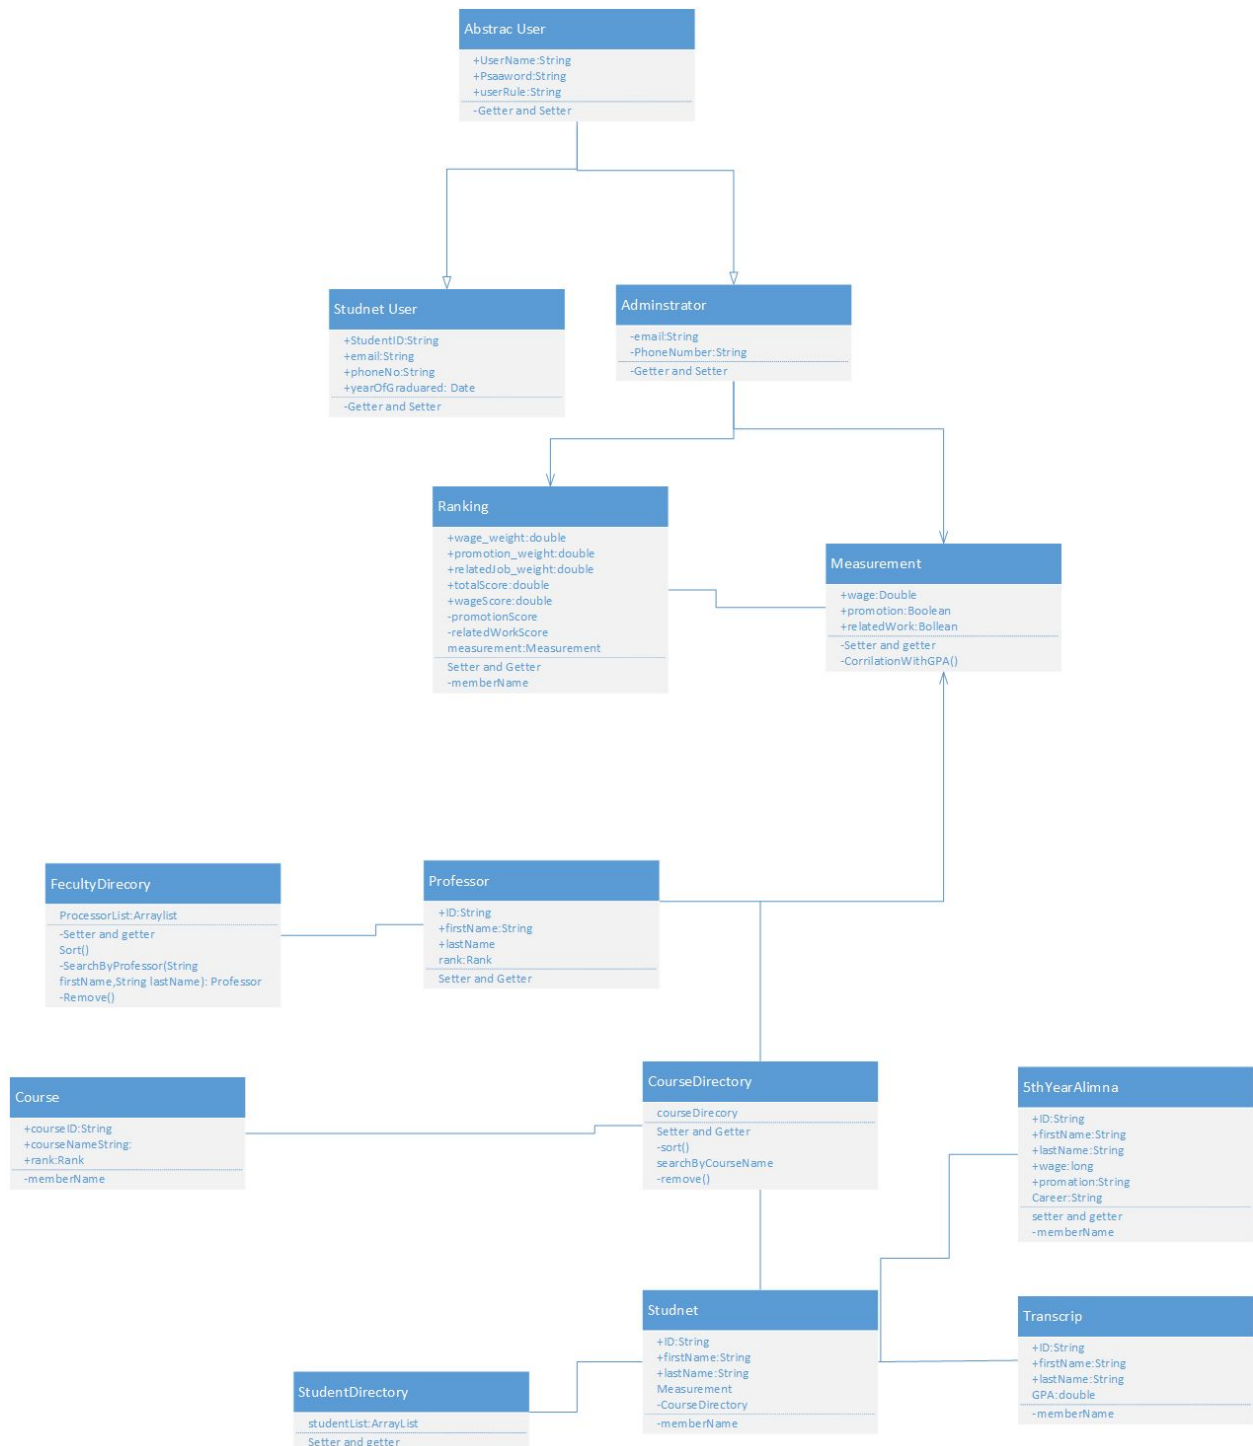 Abstrac User
+UserName:String
+Psaaword:String
+userRule:String
-Getter and Setter
Studnet User
+StudentID:String
+email:String
+phoneNo:String
+yearOfGraduared: Date
-Getter and Setter
Adminstrator
-email:String
-PhoneNumber:String
-Getter and Setter
Ranking
+wage_weight:double
+promotion_weight:double
+relatedJob_weight:double
+totalScore:double
+wageScore:double
-promotionScore
-relatedWorkScore
measurement:Measurement
Setter and Getter
-memberName
Measurement
+wage:Double
+promotion:Boolean
+relatedWork:Bollean
-Setter and getter
-CorrilationWithGPA()
FecultyDirecory
ProcessorList:Arraylist
-Setter and getter
Sort()
-SearchByProfessor(String
firstName,String lastName): Professor
-Remove()
Professor
+ID:String
+firstName:String
+lastName
rank:Rank
Setter and Getter
Course
+courseID:String
+courseNameString:
+rank:Rank
-memberName
CourseDirectory
courseDirecory
Setter and Getter
-sort()
searchByCourseName
-remove()
5thYearAlimna
+ID:String
+firstName:String
+lastName:String
+wage:long
+promation:String
Career:String
setter and getter
-memberName
Studnet
+ID:String
+firstName:String
+lastName:String
Measurement
-CourseDirectory
-memberName
Transcrip
+ID:String
+firstName:String
+lastName:String
GPA:double
-memberName
StudentDirectory
studentList:ArrayList
Setter and getter